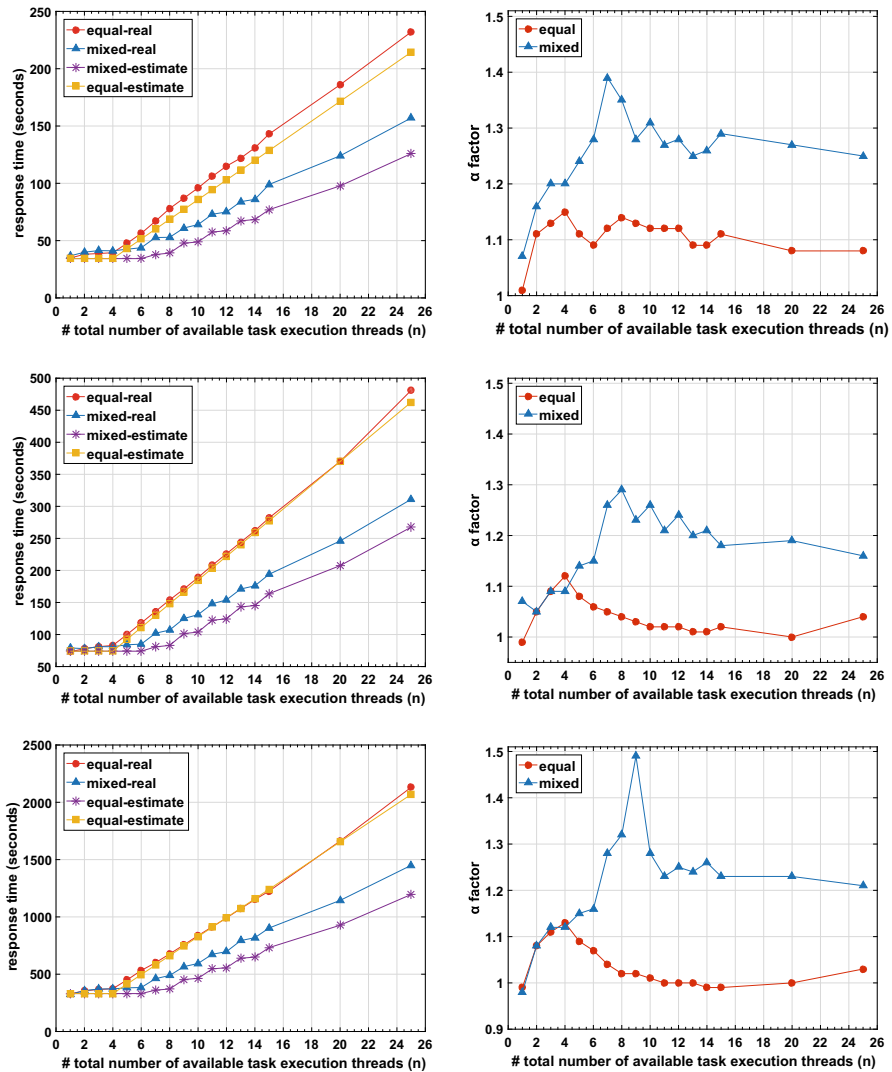 250
200
150
100
50
0
response time (seconds)
equal-real
mixed-real
mixed-estimate
equal-estimate
0 2 4 6 8 10 12 14 16 18 20 22 24 26
# total number of available task execution threads (n)
1.5
1.4
1.3
1.2
1.1
1
α factor
equal
mixed
0 2 4 6 8 10 12 14 16 18 20 22 24 26
# total number of available task execution threads (n)
500
450
400
350
300
250
200
150
100
50
response time (seconds)
equal-real
mixed-real
mixed-estimate
equal-estimate
0 2 4 6 8 10 12 14 16 18 20 22 24 26
# total number of available task execution threads (n)
1.5
1.4
1.3
1.2
1.1
1
α factor
equal
mixed
0 2 4 6 8 10 12 14 16 18 20 22 24 26
# total number of available task execution threads (n)
2500
2000
1500
1000
500
0
response time (seconds)
equal-real
mixed-real
equal-estimate
equal-estimate
0 2 4 6 8 10 12 14 16 18 20 22 24 26
# total number of available task execution threads (n)
1.5
1.4
1.3
1.2
1.1
1
0.9
α factor
equal
mixed
0 2 4 6 8 10 12 14 16 18 20 22 24 26
# total number of available task execution threads (n)